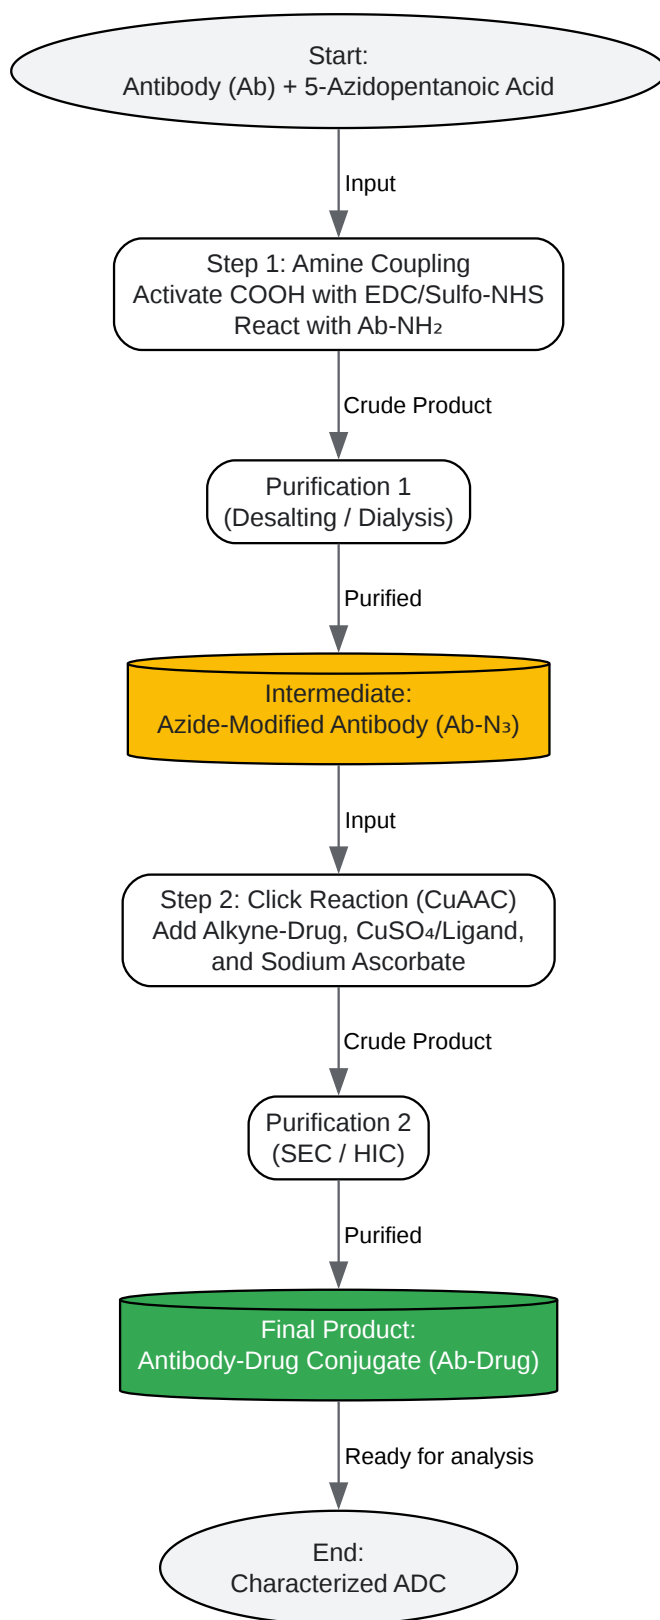 Start:
Antibody (Ab) + 5-Azidopentanoic Acid
Input
Step 1: Amine Coupling
Activate COOH with EDC/Sulfo-NHS
React with Ab-NH₂
Crude Product
Purification 1
(Desalting / Dialysis)
Purified
Intermediate:
Azide-Modified Antibody (Ab-N₃)
Input
Step 2: Click Reaction (CuAAC)
Add Alkyne-Drug, CuSO₄/Ligand,
and Sodium Ascorbate
Crude Product
Purification 2
(SEC / HIC)
Purified
Final Product:
Antibody-Drug Conjugate (Ab-Drug)
Ready for analysis
End:
Characterized ADC